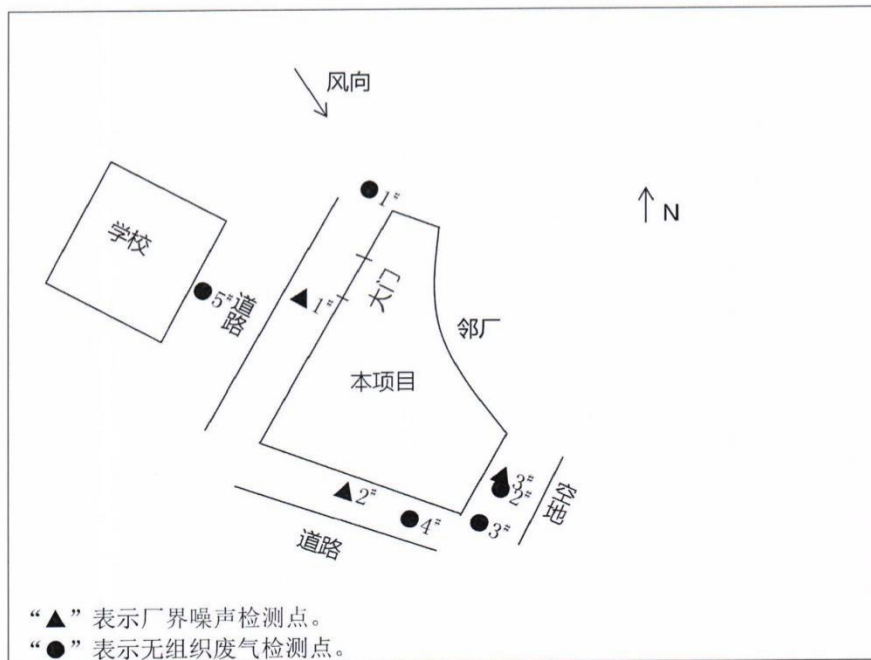 风向
N
1#
学校
5#
道路
1#
大门
邻厂
本项目
3#
2#
空地
2#
4#
3#
道路
“▲”表示厂界噪声检测点。
“●”表示无组织废气检测点。